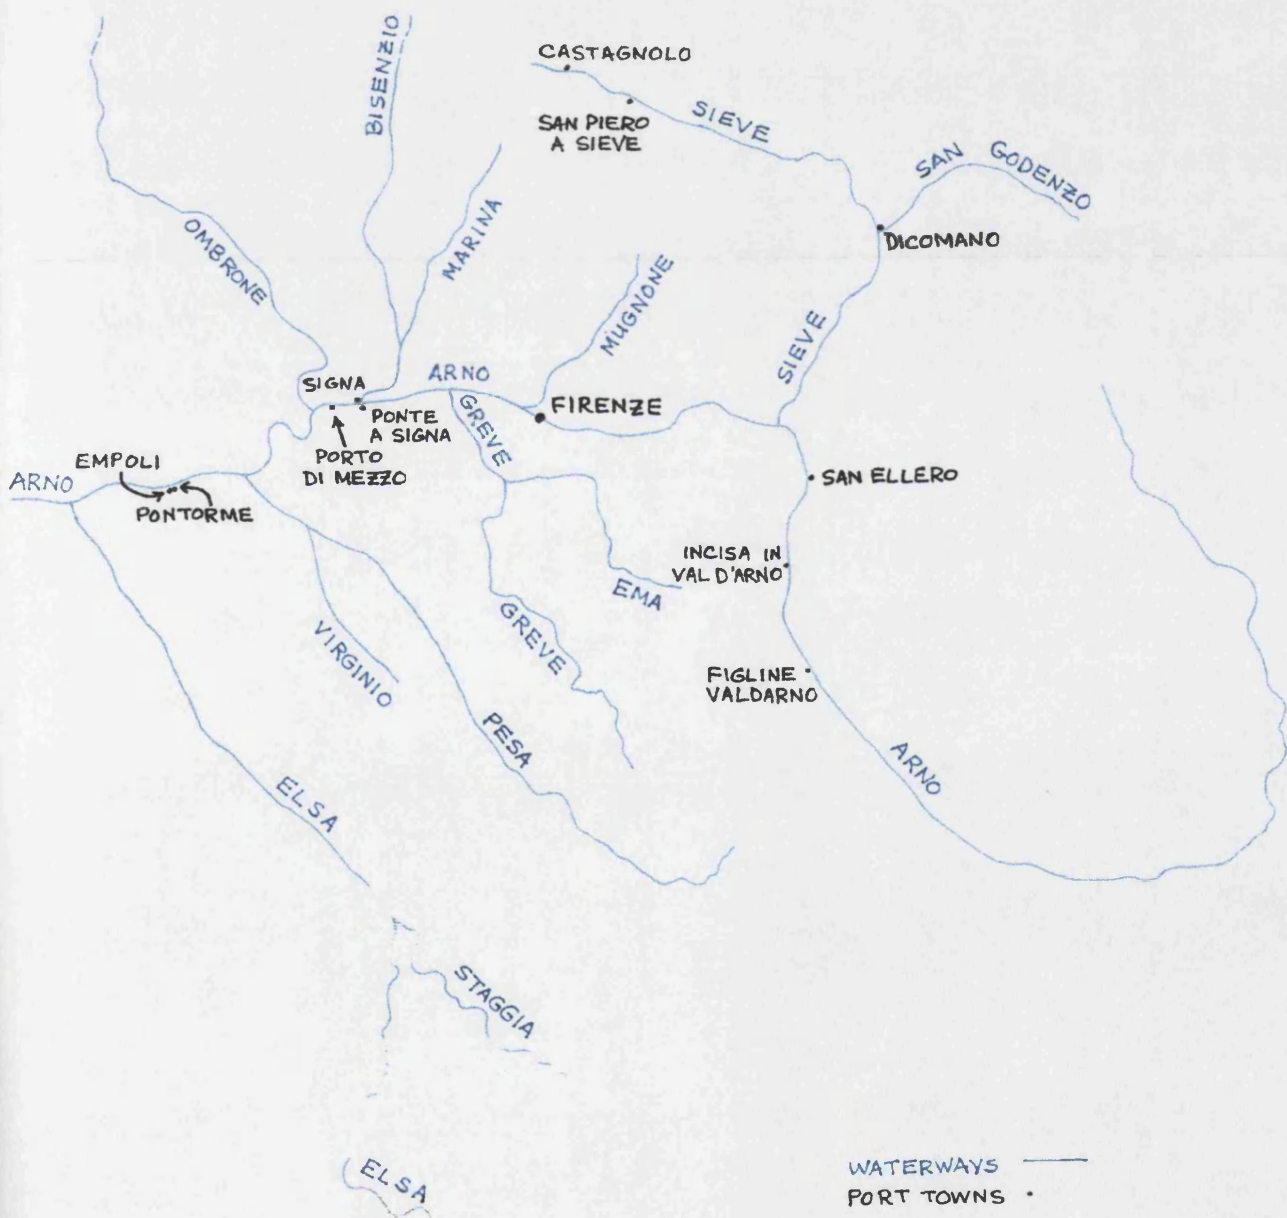 BISENZIO
CASTAGNOLO
SIEVE
SAN PIERO
A SIEVE
SAN GODENZO
OMBRONE
MARINA
DICOMANO
MUGNONE
SIEVE
SIGNA
ARNO
GREVE
FIRENZE
PONTE
A SIGNA
PORTO
DI MEZZO
EMPOLI
ARNO
PONTORME
SAN ELLERO
INCISA IN
VAL D'ARNO
EMA
GREVE
VIRGINIO
FIGLINE
VALDARNO
PESA
ARNO
ELSA
STAGGIA
ELSA
WATERWAYS
PORT TOWNS